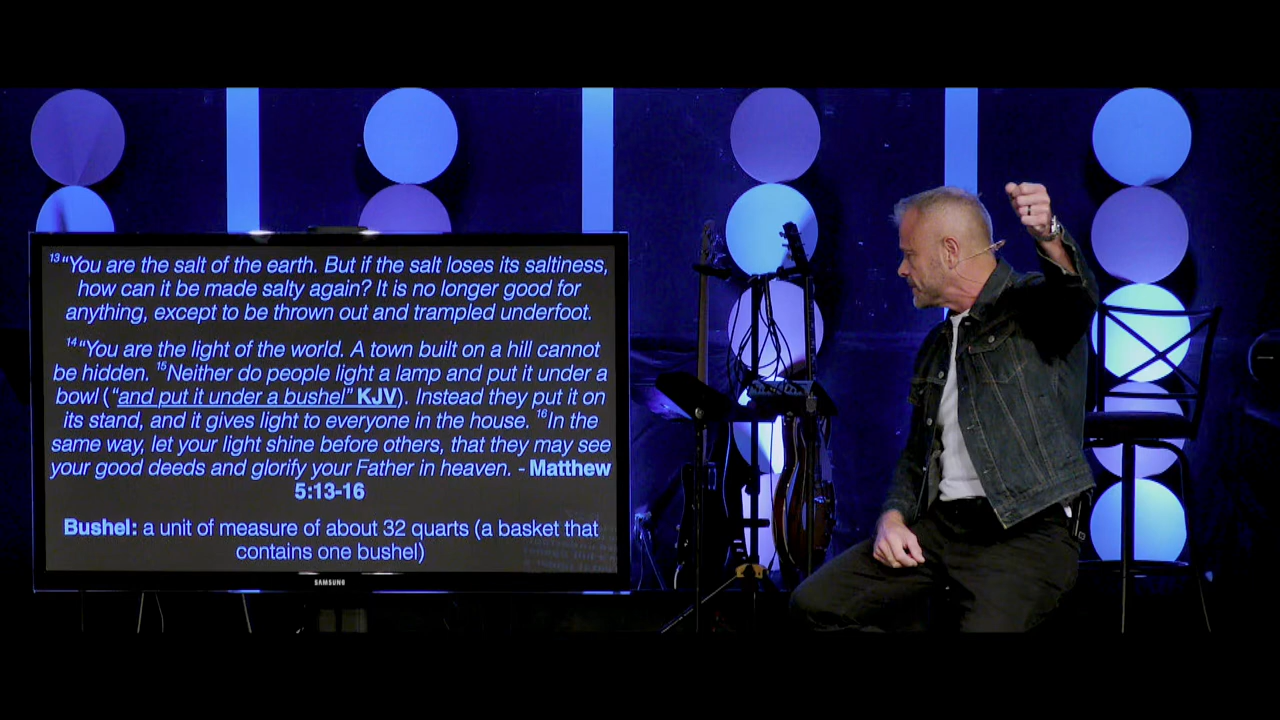 13 “You are the salt of the earth. But if the salt loses its saltiness,
how can it be made salty again? It is no longer good for
anything, except to be thrown out and trampled underfoot.
14 “You are the light of the world. A town built on a hill cannot
be hidden. 15 Neither do people light a lamp and put it under a
bowl (“and put it under a bushel” KJV). Instead they put it on
its stand, and it gives light to everyone in the house. 16 In the
same way, let your light shine before others, that they may see
your good deeds and glorify your Father in heaven. - Matthew
5:13-16
Bushel: a unit of measure of about 32 quarts (a basket that
contains one bushel)
SAMSUNG